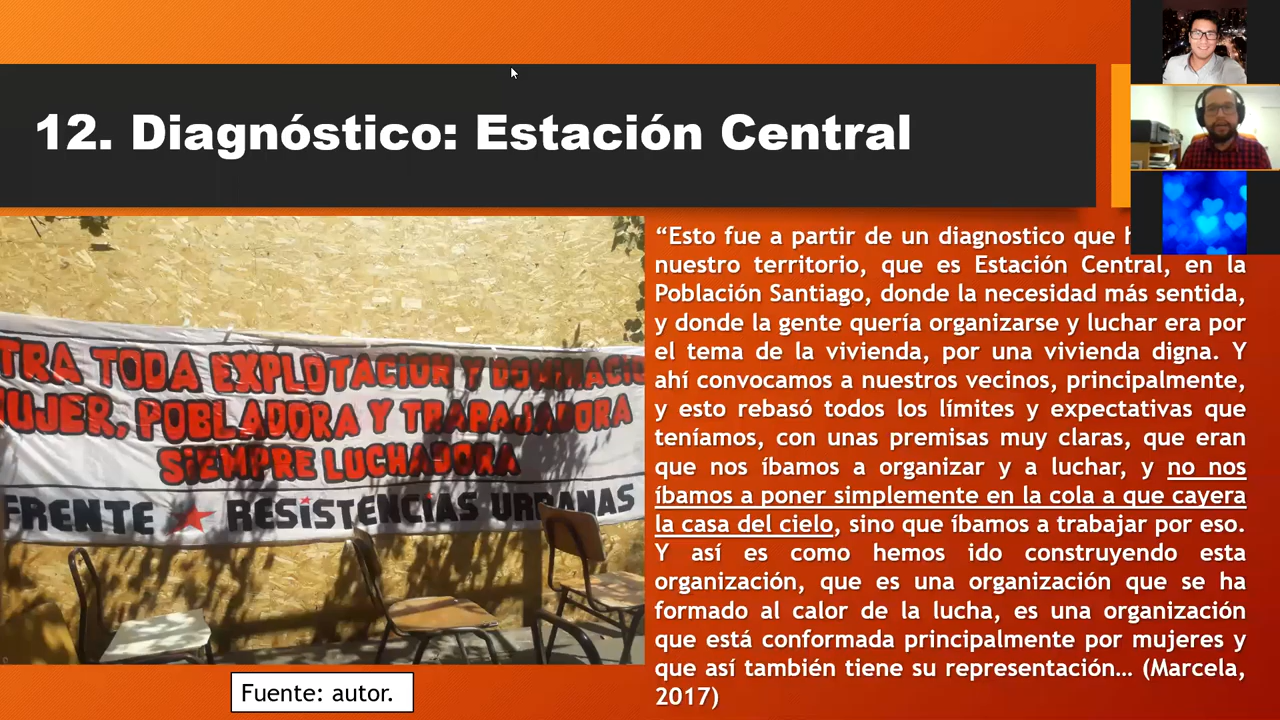 12. Diagnóstico: Estación Central
TRA TODA EXPLOTACION Y DOMINACIO
MUJER, POBLADORA Y TRABAJADORA
SIEMPRE LUCHADORA
FRENTE RESiSTENCiAS URBANAS
Fuente: autor.
“Esto fue a partir de un diagnostico que
nuestro territorio, que es Estación Central, en la
Población Santiago, donde la necesidad más sentida,
y donde la gente quería organizarse y luchar era por
el tema de la vivienda, por una vivienda digna. Y
ahí convocamos a nuestros vecinos, principalmente,
y esto rebasó todos los límites y expectativas que
teníamos, con unas premisas muy claras, que eran
que nos íbamos a organizar y a luchar, y no nos
íbamos a poner simplemente en la cola a que cayera
la casa del cielo, sino que íbamos a trabajar por eso.
Y así es como hemos ido construyendo esta
organización, que es una organización que se ha
formado al calor de la lucha, es una organización
que está conformada principalmente por mujeres y
que así también tiene su representación… (Marcela,
2017)